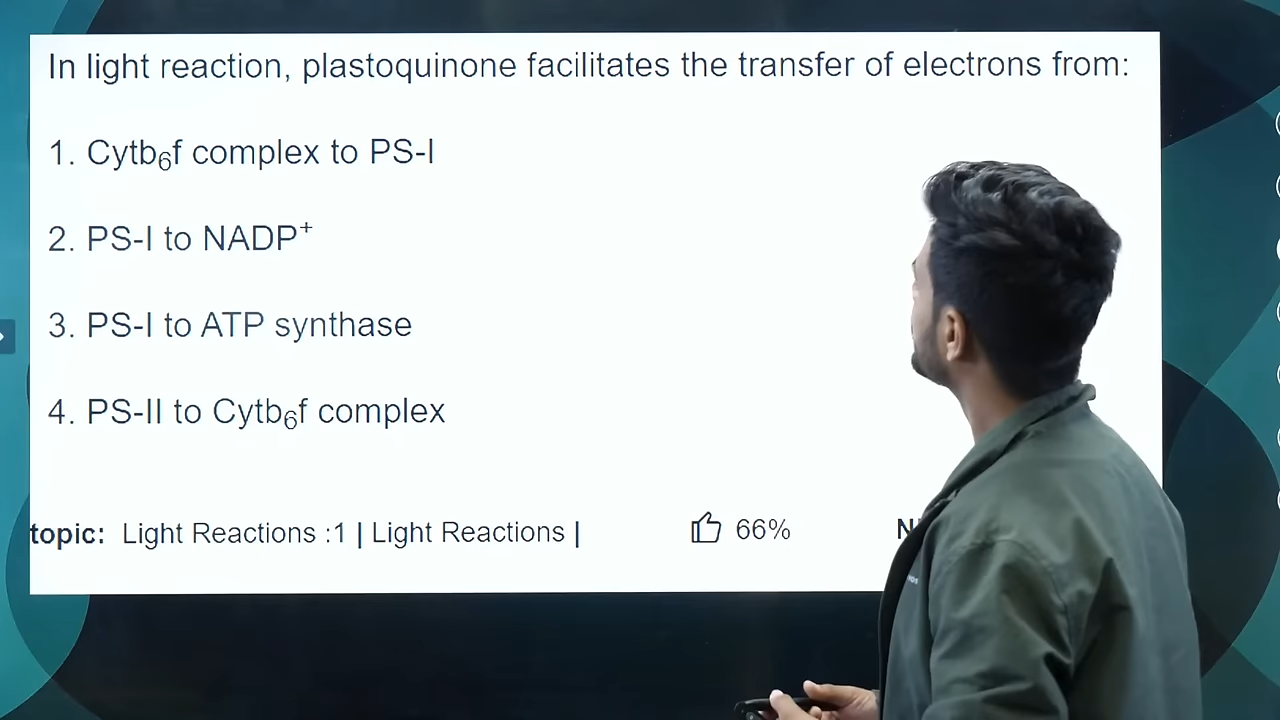 In light reaction, plastoquinone facilitates the transfer of electrons from:
1. Cytb₆f complex to PS-I
2. PS-I to NADP⁺
3. PS-I to ATP synthase
4. PS-II to Cytb₆f complex
topic: Light Reactions :1 | Light Reactions | 66%